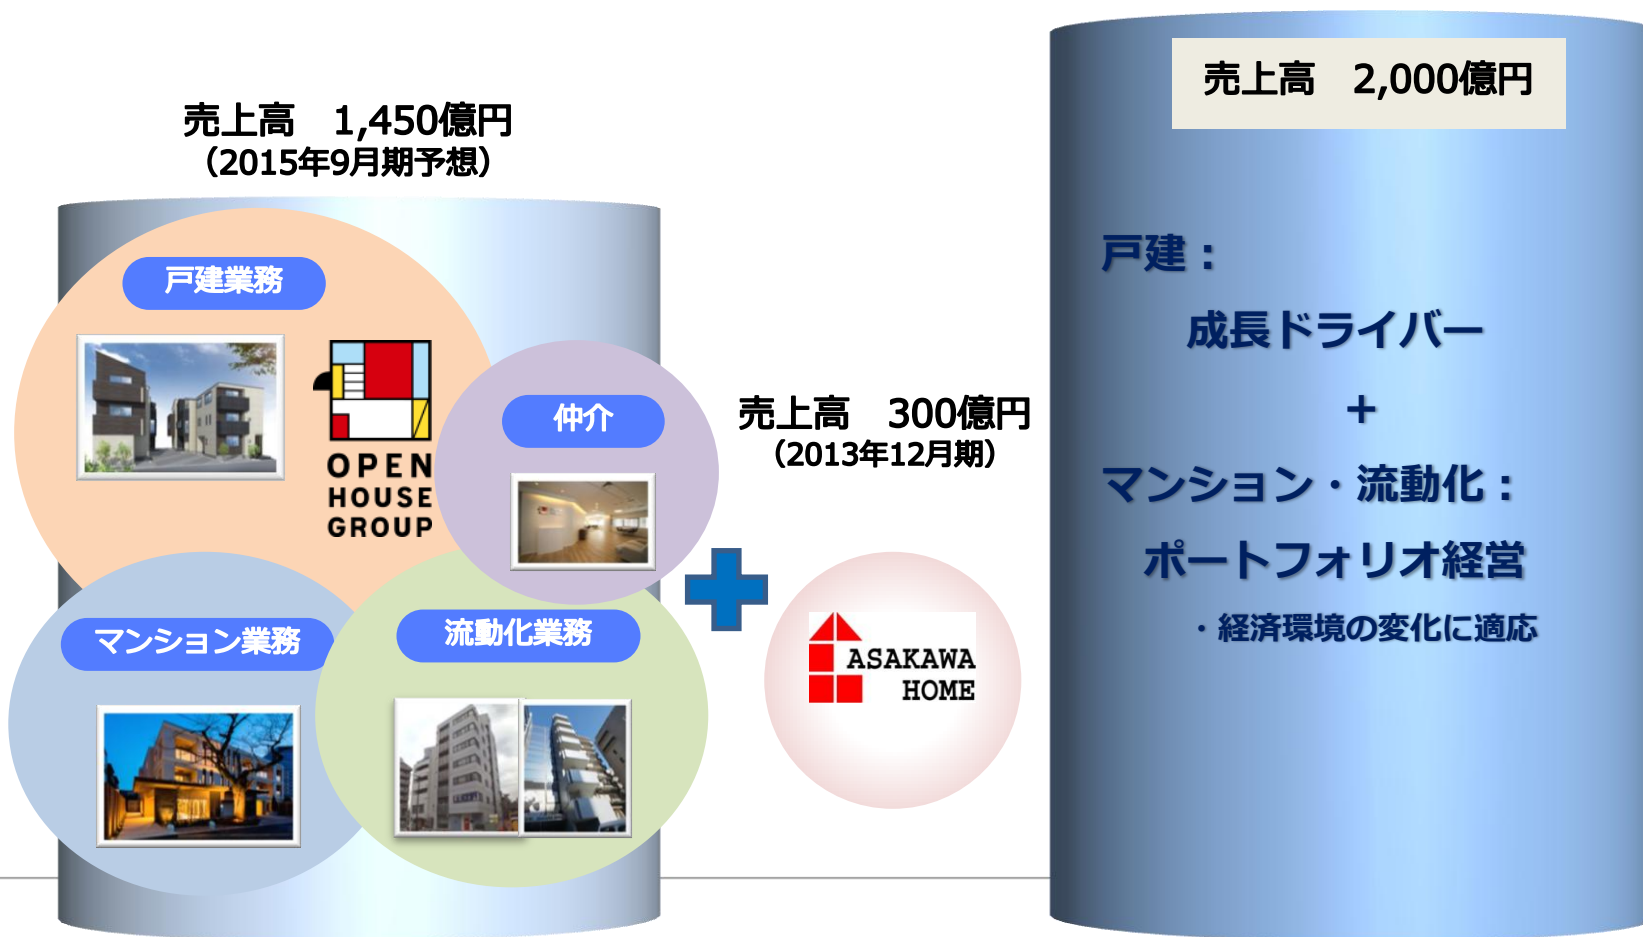 売上高　1,450億円
（2015年9月期予想）
戸建業務
OPEN
HOUSE
GROUP
仲介
マンション業務
流動化業務
売上高　300億円
（2013年12月期）
ASAKAWA
HOME
売上高　2,000億円
戸建：
成長ドライバー
＋
マンション・流動化：
ポートフォリオ経営
・経済環境の変化に適応